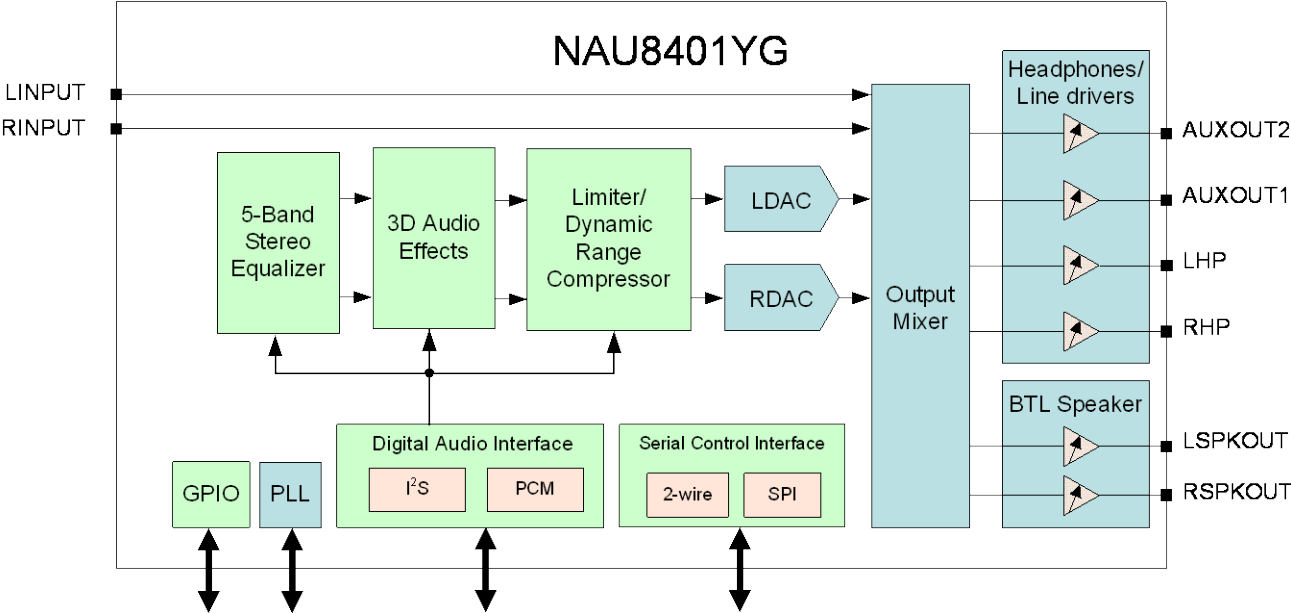 NAU8401YG
LINPUT
RINPUT
5-Band
Stereo
Equalizer
3D Audio
Effects
Limiter/
Dynamic
Range
Compressor
LDAC
RDAC
Output
Mixer
Headphones/
Line drivers
AUXOUT2
AUXOUT1
LHP
RHP
BTL Speaker
LSPKOUT
RSPKOUT
GPIO
PLL
Digital Audio Interface
I²S
PCM
Serial Control Interface
2-wire
SPI